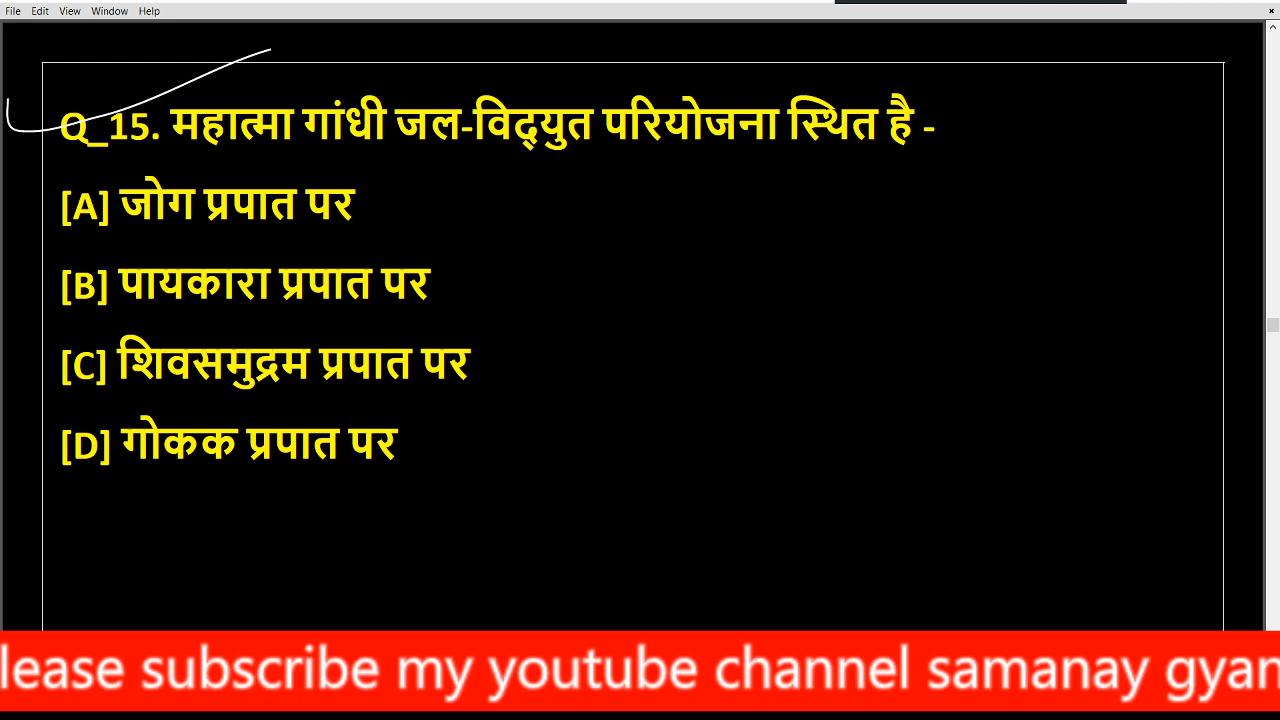 File Edit View Window Help
Q_15. महात्मा गांधी जल-विद्युत परियोजना स्थित है -
[A] जोग प्रपात पर
[B] पायकारा प्रपात पर
[C] शिवसमुद्रम प्रपात पर
[D] गोकक प्रपात पर
lease subscribe my youtube channel samanay gyan